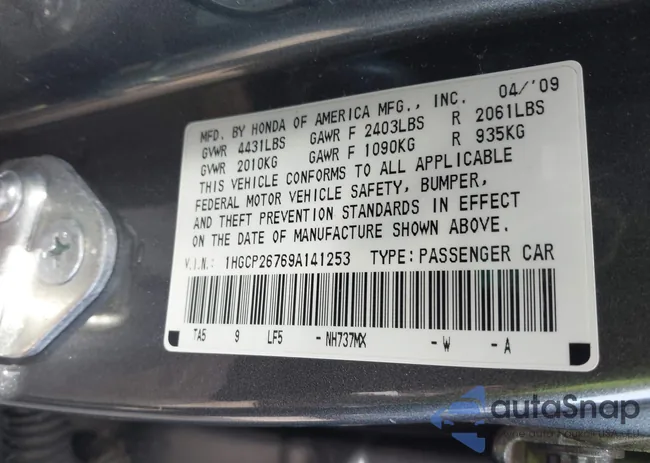 MFD. BY HONDA OF AMERICA MFG., INC. 04/'09
GVWR 4431LBS GAWR F 2403LBS R 2061LBS
GVWR 2010KG GAWR F 1090KG R 935KG
THIS VEHICLE CONFORMS TO ALL APPLICABLE
FEDERAL MOTOR VEHICLE SAFETY, BUMPER,
AND THEFT PREVENTION STANDARDS IN EFFECT
ON THE DATE OF MANUFACTURE SHOWN ABOVE.
V.I.N.: 1HGCP26769A141253 TYPE: PASSENGER CAR
TA5 9 LF5 -NH737MX -W -A
autoSnap